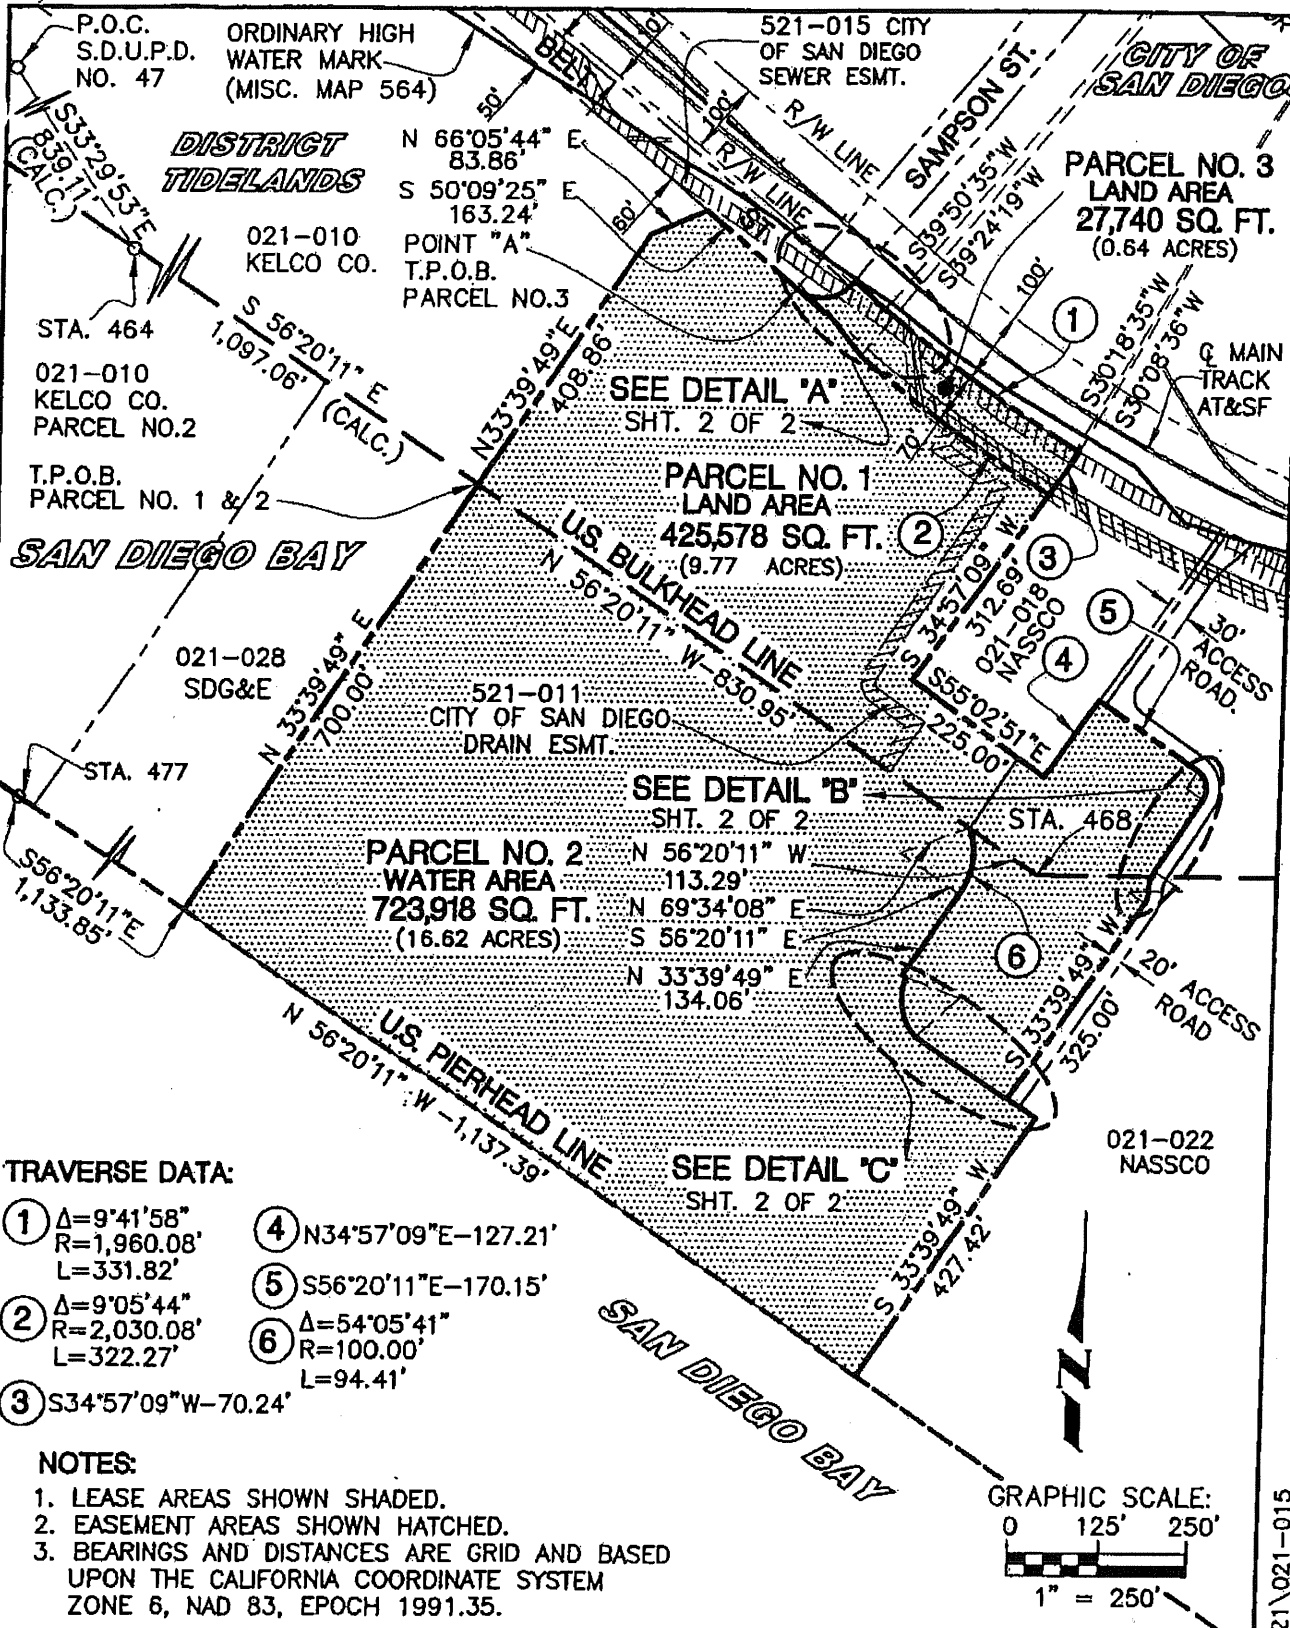 P.O.C.
S.D.U.P.D.
NO. 47
ORDINARY HIGH
WATER MARK
(MISC. MAP 564)
521-015 CITY
OF SAN DIEGO
SEWER ESMT.
CITY OF
SAN DIEGO
BELT
ST.
40'
50'
100'
R/W LINE
R/W LINE
SAMPSON ST.
S33°29'53"E
839.11'
(CALC.)
DISTRICT
TIDELANDS
N 66°05'44" E
83.86'
S 50°09'25" E
163.24'
60'
POINT "A"
T.P.O.B.
PARCEL NO.3
021-010
KELCO CO.
S39°50'35"W
S39°24'19"W
PARCEL NO. 3
LAND AREA
27,740 SQ. FT.
(0.64 ACRES)
100'
1
S30°18'35"W
S30°08'36"W
℄ MAIN
TRACK
AT&SF
STA. 464
S 56°20'11" E
1,097.06'
(CALC.)
021-010
KELCO CO.
PARCEL NO.2
N33°39'49"E
408.86'
SEE DETAIL "A"
SHT. 2 OF 2
70'
T.P.O.B.
PARCEL NO. 1 & 2
PARCEL NO. 1
LAND AREA
425,578 SQ. FT.
(9.77 ACRES)
2
SAN DIEGO BAY
U.S. BULKHEAD LINE
N 56°20'11" W-830.95'
S 34°57'09" W
312.69'
021-018
NASSCO
3
5
4
30'
ACCESS
ROAD.
021-028
SDG&E
N 33°39'49" E
700.00'
521-011
CITY OF SAN DIEGO
DRAIN ESMT.
S55°02'51"E
225.00'
STA. 477
SEE DETAIL "B"
SHT. 2 OF 2
STA. 468
S56°20'11"E
1,133.85'
PARCEL NO. 2
WATER AREA
723,918 SQ. FT.
(16.62 ACRES)
N 56°20'11" W
113.29'
N 69°34'08" E
S 56°20'11" E
N 33°39'49" E
134.06'
6
S 33°39'49" W
325.00'
20' ACCESS
ROAD
U.S. PIERHEAD LINE
N 56°20'11" W-1,137.39'
SEE DETAIL "C"
SHT. 2 OF 2
021-022
NASSCO
S 33°39'49" W
427.42'
SAN DIEGO BAY
TRAVERSE DATA:
1 Δ=9°41'58"
R=1,960.08'
L=331.82'
2 Δ=9°05'44"
R=2,030.08'
L=322.27'
3 S34°57'09"W-70.24'
4 N34°57'09"E-127.21'
5 S56°20'11"E-170.15'
6 Δ=54°05'41"
R=100.00'
L=94.41'
N
NOTES:
1. LEASE AREAS SHOWN SHADED.
2. EASEMENT AREAS SHOWN HATCHED.
3. BEARINGS AND DISTANCES ARE GRID AND BASED
UPON THE CALIFORNIA COORDINATE SYSTEM
ZONE 6, NAD 83, EPOCH 1991.35.
GRAPHIC SCALE:
0 125' 250'
1" = 250'
21\021-015